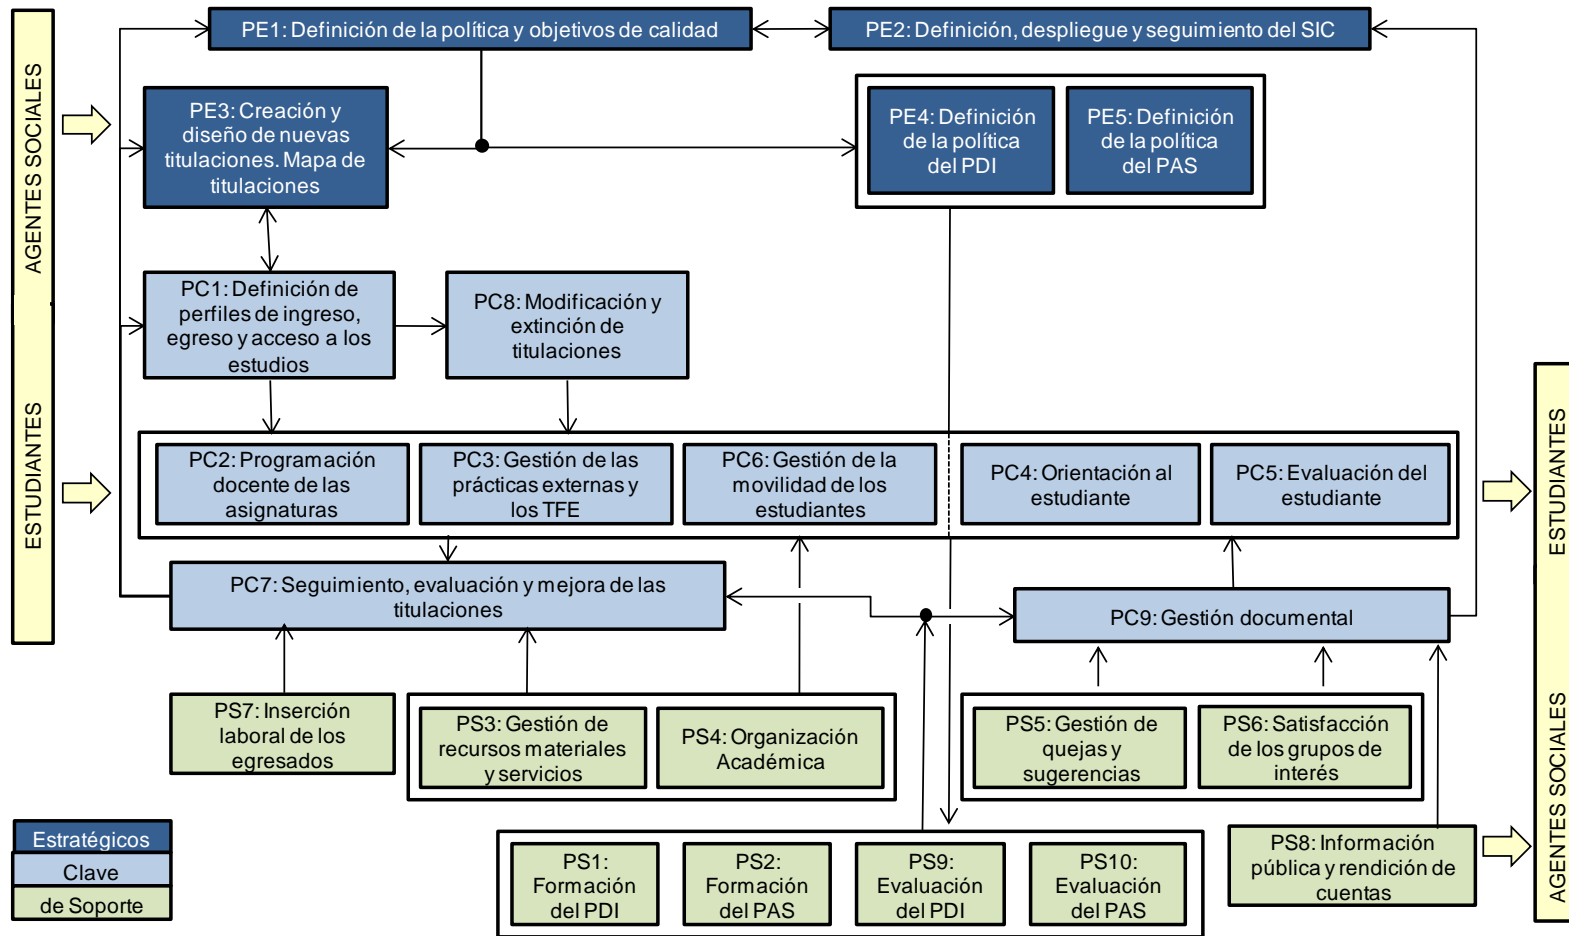 PE1: Definición de la política y objetivos de calidad
PE2: Definición, despliegue y seguimiento del SIC
AGENTES SOCIALES
ESTUDIANTES
PE3: Creación y
diseño de nuevas
titulaciones. Mapa de
titulaciones
PE4: Definición
de la política
del PDI
PE5: Definición
de la política
del PAS
PC1: Definición de
perfiles de ingreso,
egreso y acceso a los
estudios
PC8: Modificación y
extinción de
titulaciones
PC2: Programación
docente de las
asignaturas
PC3: Gestión de las
prácticas externas y
los TFE
PC6: Gestión de la
movilidad de los
estudiantes
PC4: Orientación al
estudiante
PC5: Evaluación del
estudiante
PC7: Seguimiento, evaluación y mejora de las
titulaciones
PC9: Gestión documental
ESTUDIANTES
AGENTES SOCIALES
PS7: Inserción
laboral de los
egresados
PS3: Gestión de
recursos materiales
y servicios
PS4: Organización
Académica
PS5: Gestión de
quejas y
sugerencias
PS6: Satisfacción
de los grupos de
interés
PS1:
Formación
del PDI
PS2:
Formación
del PAS
PS9:
Evaluación
del PDI
PS10:
Evaluación
del PAS
PS8: Información
pública y rendición de
cuentas
Estratégicos
Clave
de Soporte